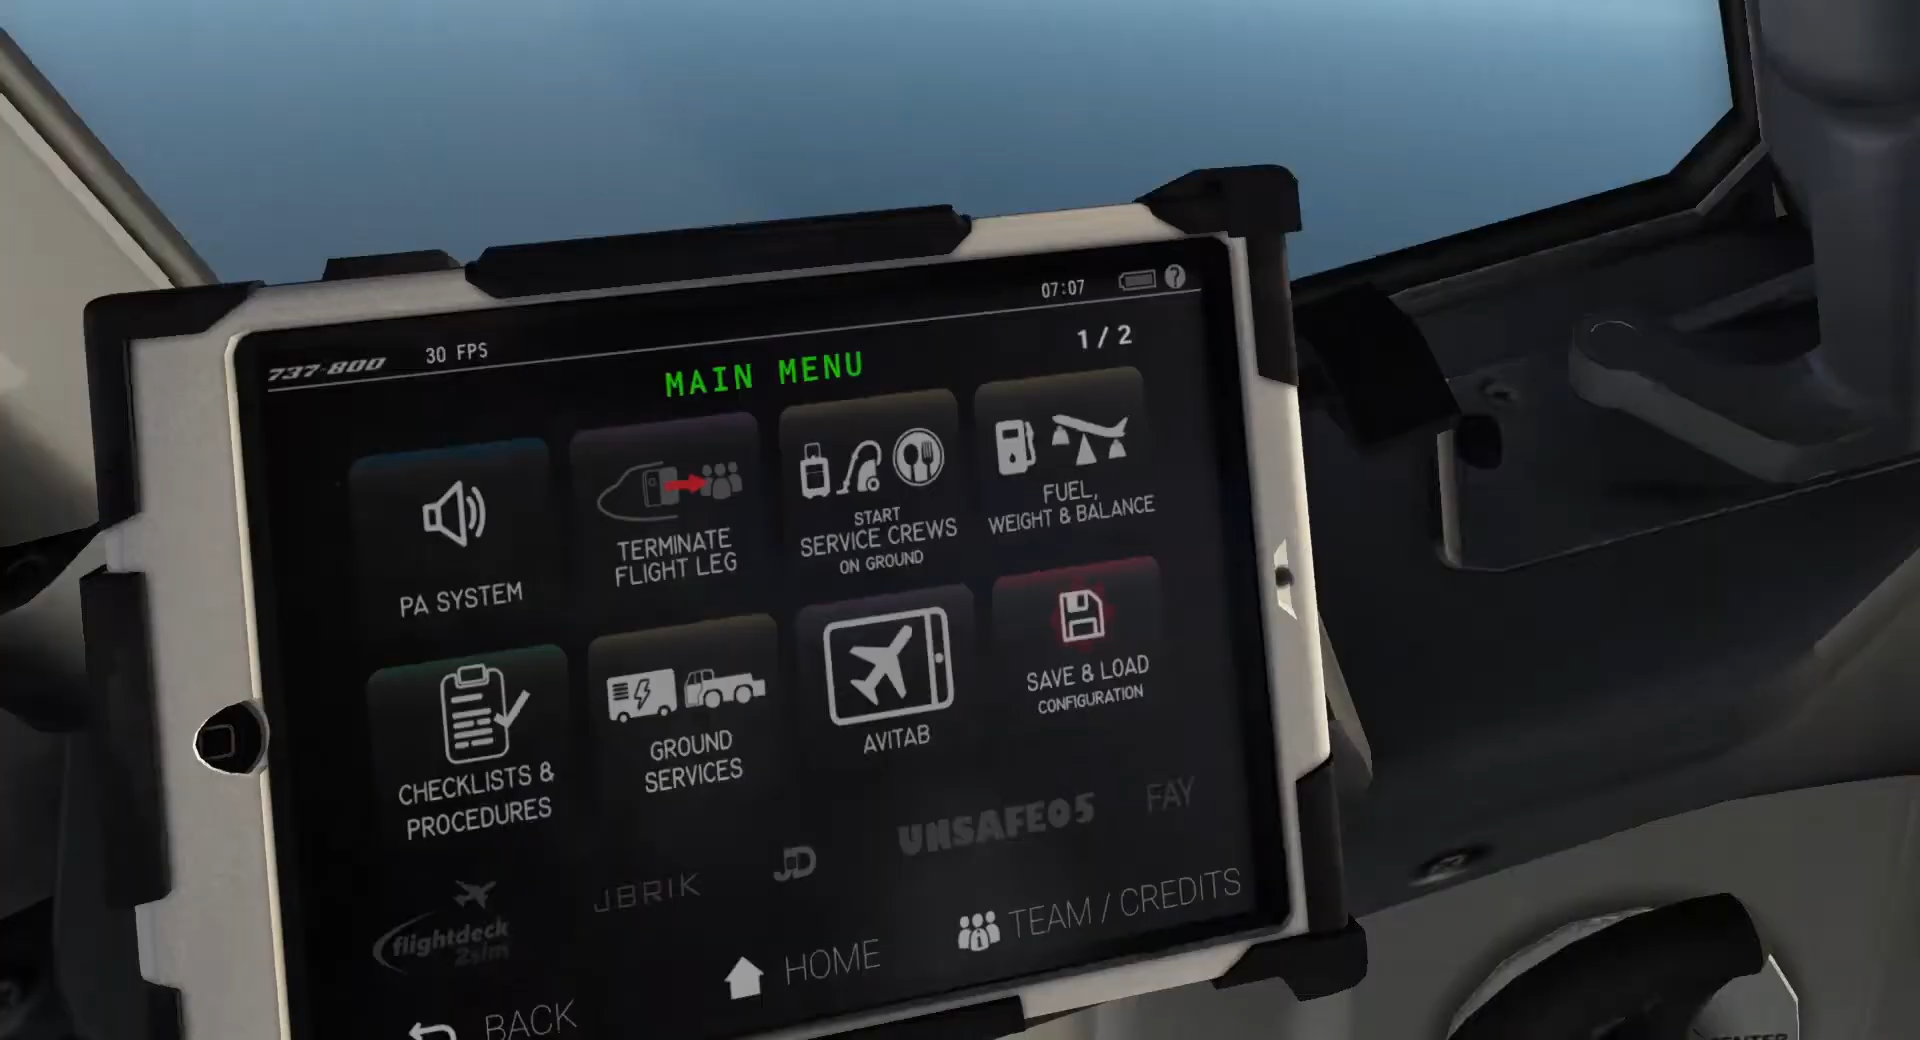 737-800
30 FPS
07:07
?
MAIN MENU
1 / 2
PA SYSTEM
TERMINATE
FLIGHT LEG
START
SERVICE CREWS
ON GROUND
FUEL,
WEIGHT & BALANCE
CHECKLISTS &
PROCEDURES
GROUND
SERVICES
AVITAB
SAVE & LOAD
CONFIGURATION
flightdeck
2sim
JBRIK
JD
UNSAFE05
FAY
BACK
HOME
TEAM / CREDITS